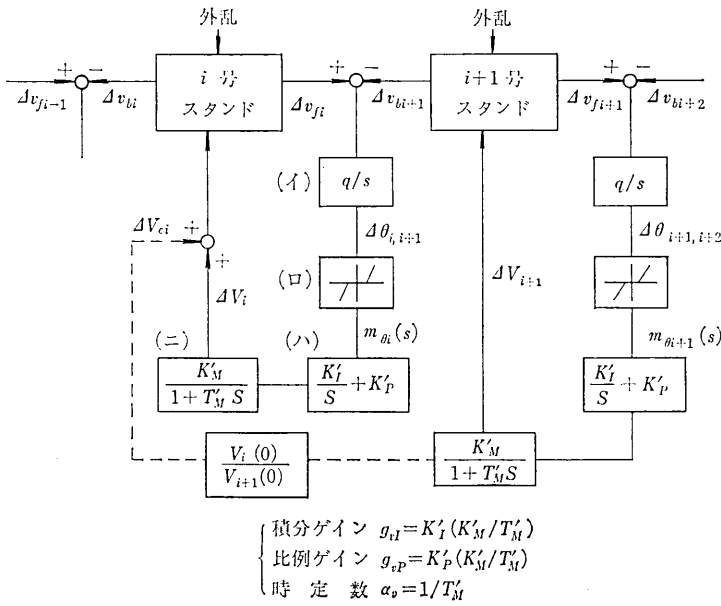 外乱
外乱
+ − + − + −
i 号
スタンド
i+1 号
スタンド
Δv_{fi−1} Δv_{bi} Δv_{fi} Δv_{bi+1} Δv_{fi+1} Δv_{bi+2}
(イ) q/s q/s
ΔV_{ci} + Δθ_{i,i+1} Δθ_{i+1,i+2}
+
(ロ)
ΔV_i ΔV_{i+1}
m_{θi}(s) m_{θi+1}(s)
(ニ) (ハ)
K'_M / 1+T'_M S K'_I / S + K'_P K'_I / S + K'_P
V_i (0) / V_{i+1}(0) K'_M / 1+T'_M S
積分ゲイン g_{vI}=K'_I(K'_M/T'_M)
比例ゲイン g_{vP}=K'_P(K'_M/T'_M)
時 定 数 α_v=1/T'_M